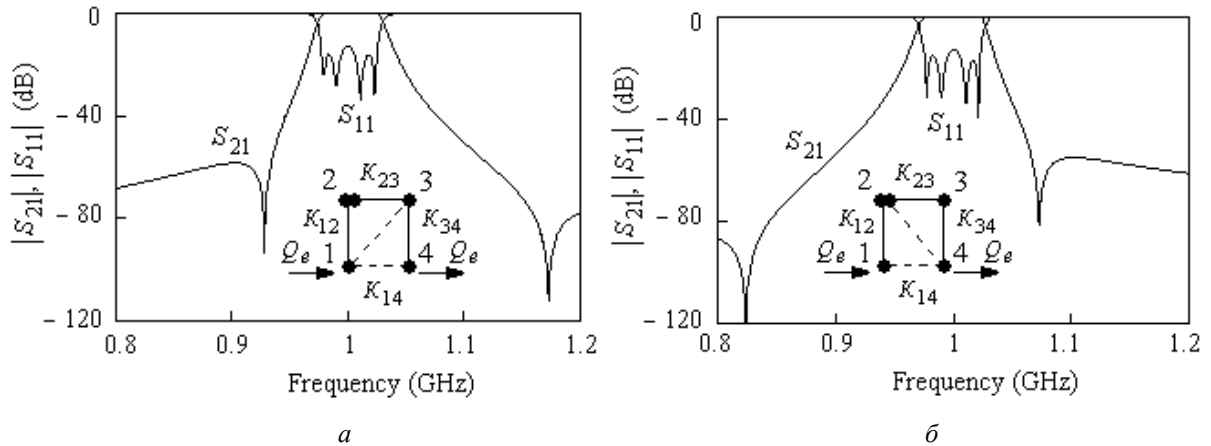 |S21|, |S11| (dB)
0
– 40
– 80
– 120
S21
S11
2
K23
3
K12
K34
Qe
1
4
Qe
K14
0.8
0.9
1
1.1
1.2
Frequency (GHz)
а
|S21|, |S11| (dB)
0
– 40
– 80
– 120
S21
S11
2
K23
3
K12
K34
Qe
1
4
Qe
K14
0.8
0.9
1
1.1
1.2
Frequency (GHz)
б